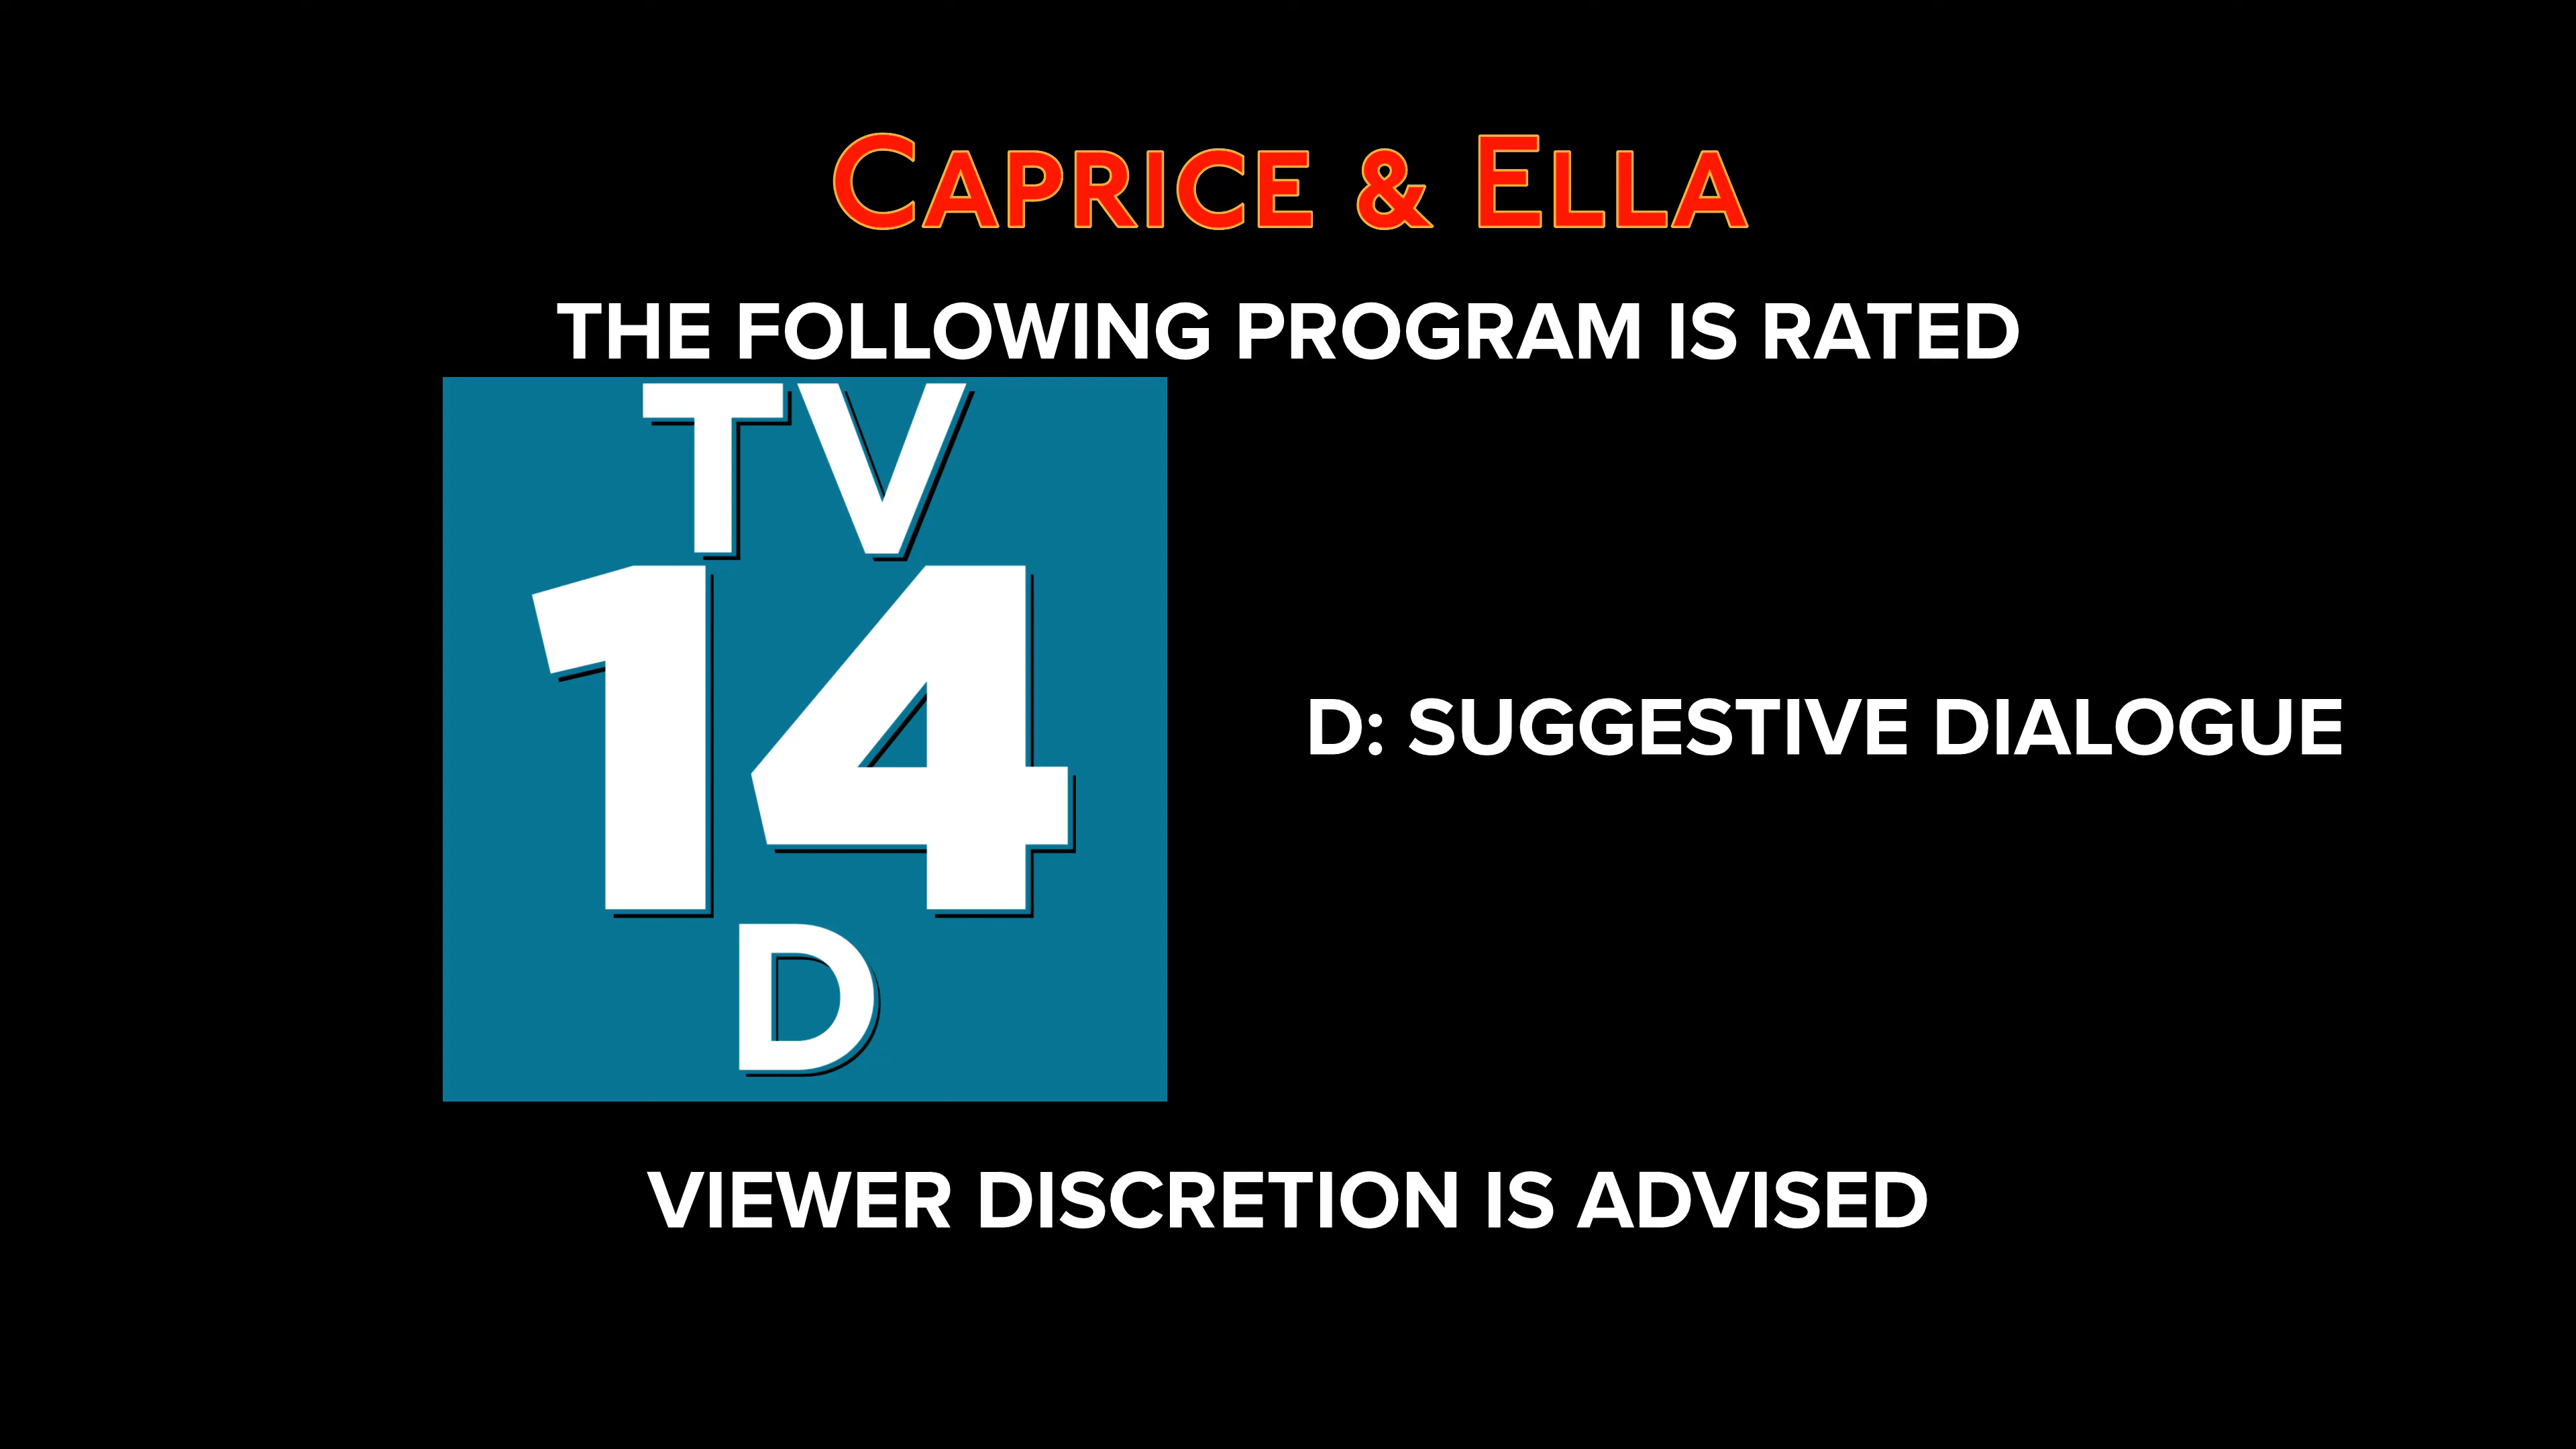 CAPRICE & ELLA
THE FOLLOWING PROGRAM IS RATED
TV
14
D
D: SUGGESTIVE DIALOGUE
VIEWER DISCRETION IS ADVISED